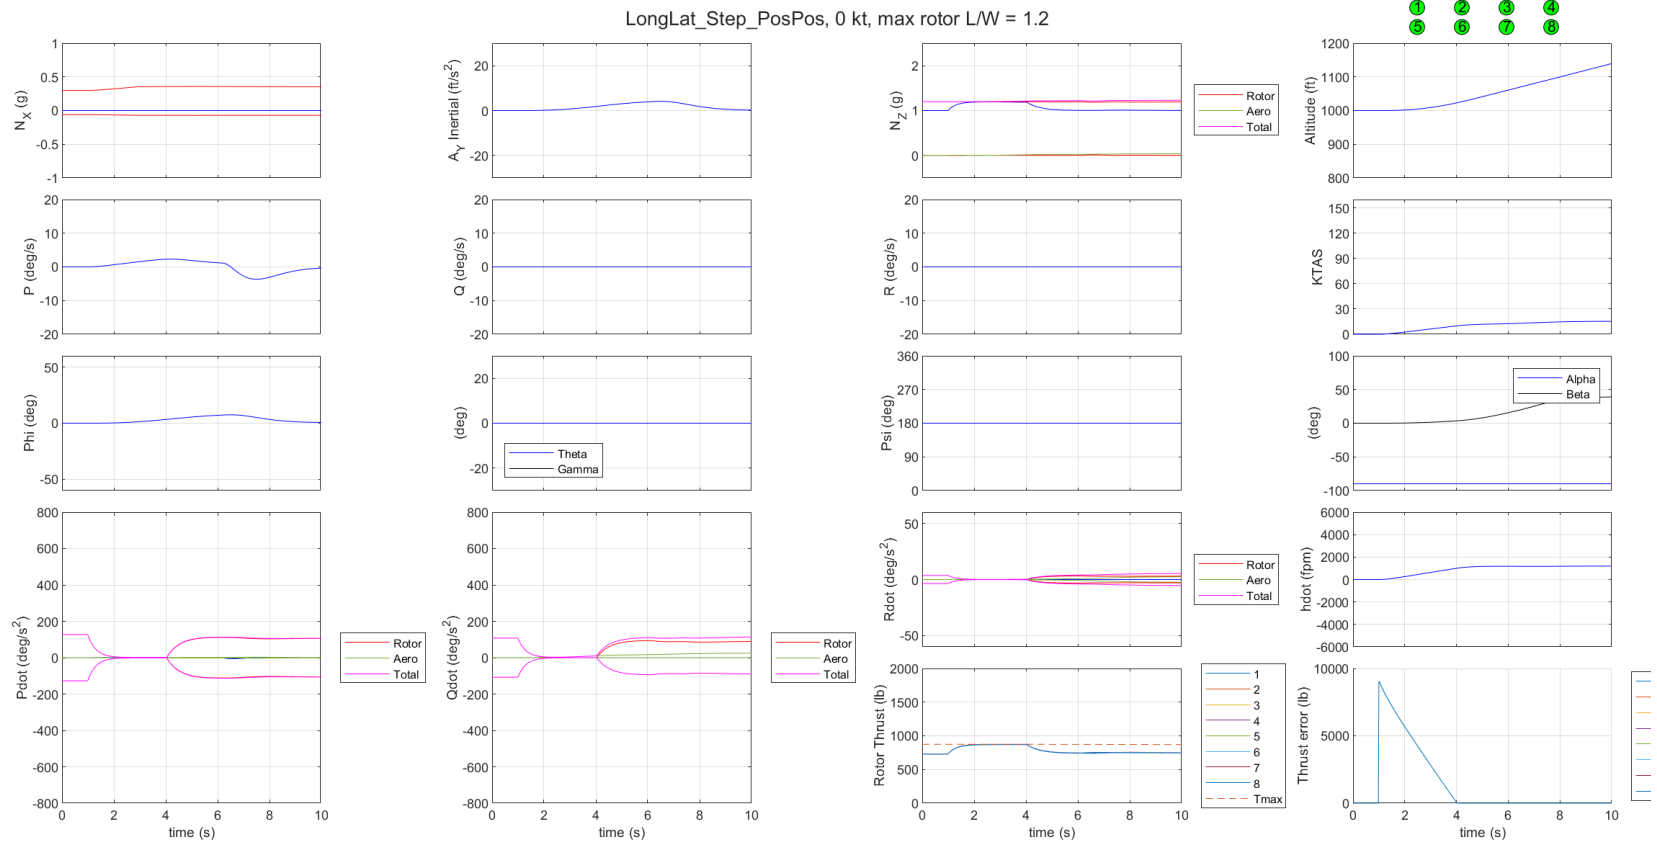 LongLat_Step_PosPos, 0 kt, max rotor L/W = 1.2
1 2 3 4
5 6 7 8
1
0.5
0
-0.5
-1
N_X (g)
20
0
-20
A_Y Inertial (ft/s^2)
2
1
0
N_Z (g)
Rotor
Aero
Total
1200
1100
1000
900
800
Altitude (ft)
20
10
0
-10
-20
P (deg/s)
20
10
0
-10
-20
Q (deg/s)
20
10
0
-10
-20
R (deg/s)
150
120
90
60
30
0
KTAS
50
0
-50
Phi (deg)
20
0
-20
(deg)
Theta
Gamma
360
270
180
90
0
Psi (deg)
100
50
0
-50
-100
(deg)
Alpha
Beta
800
600
400
200
0
-200
-400
-600
-800
Pdot (deg/s^2)
0 2 4 6 8 10
time (s)
Rotor
Aero
Total
800
600
400
200
0
-200
-400
-600
-800
Qdot (deg/s^2)
0 2 4 6 8 10
time (s)
Rotor
Aero
Total
50
0
-50
Rdot (deg/s^2)
Rotor
Aero
Total
6000
4000
2000
0
-2000
-4000
-6000
hdot (fpm)
2000
1500
1000
500
0
Rotor Thrust (lb)
0 2 4 6 8 10
time (s)
1
2
3
4
5
6
7
8
Tmax
10000
5000
0
Thrust error (lb)
0 2 4 6 8 10
time (s)